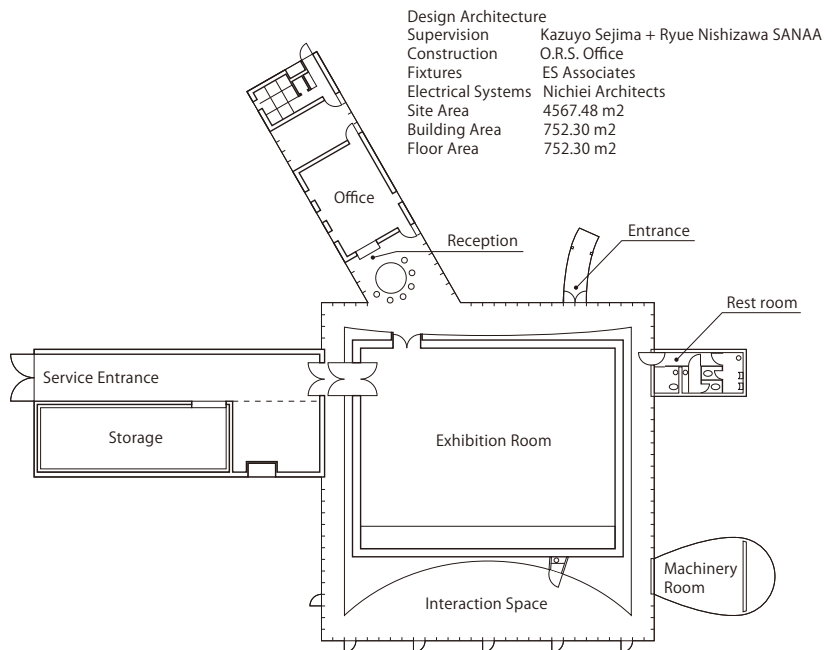 Design Architecture
Supervision Kazuyo Sejima + Ryue Nishizawa SANAA
Construction O.R.S. Office
Fixtures ES Associates
Electrical Systems Nichiei Architects
Site Area 4567.48 m2
Building Area 752.30 m2
Floor Area 752.30 m2
Office
Reception
Entrance
Rest room
Service Entrance
Storage
Exhibition Room
Machinery
Room
Interaction Space